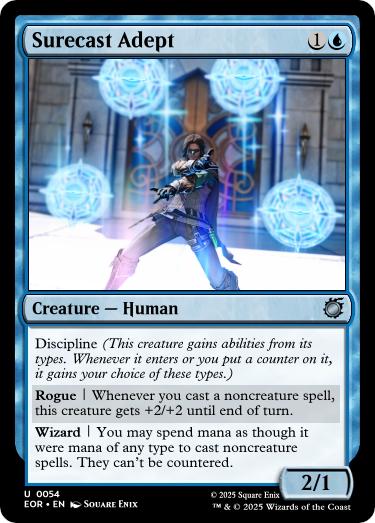 Surecast Adept 1
Creature — Human
Discipline (This creature gains abilities from its
types. Whenever it enters or you put a counter on it,
it gains your choice of these types.)
Rogue | Whenever you cast a noncreature spell,
this creature gets +2/+2 until end of turn.
Wizard | You may spend mana as though it
were mana of any type to cast noncreature
spells. They can't be countered.
2/1
U 0054
EOR • EN SQUARE ENIX
© 2025 Square Enix
™ & © 2025 Wizards of the Coast